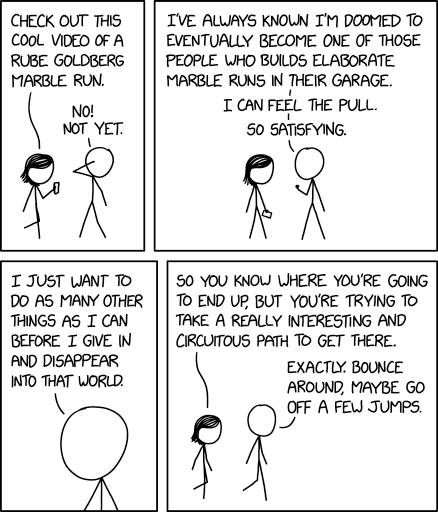 CHECK OUT THIS
COOL VIDEO OF A
RUBE GOLDBERG
MARBLE RUN.
NO!
NOT YET.
I'VE ALWAYS KNOWN I'M DOOMED TO
EVENTUALLY BECOME ONE OF THOSE
PEOPLE WHO BUILDS ELABORATE
MARBLE RUNS IN THEIR GARAGE.
I CAN FEEL THE PULL.
SO SATISFYING.
I JUST WANT TO
DO AS MANY OTHER
THINGS AS I CAN
BEFORE I GIVE IN
AND DISAPPEAR
INTO THAT WORLD.
SO YOU KNOW WHERE YOU'RE GOING
TO END UP, BUT YOU'RE TRYING TO
TAKE A REALLY INTERESTING AND
CIRCUITOUS PATH TO GET THERE.
EXACTLY. BOUNCE
AROUND, MAYBE GO
OFF A FEW JUMPS.